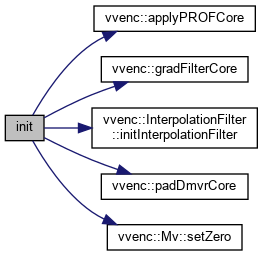 vvenc::applyPROFCore
vvenc::gradFilterCore
init
vvenc::InterpolationFilter
::initInterpolationFilter
vvenc::padDmvrCore
vvenc::Mv::setZero